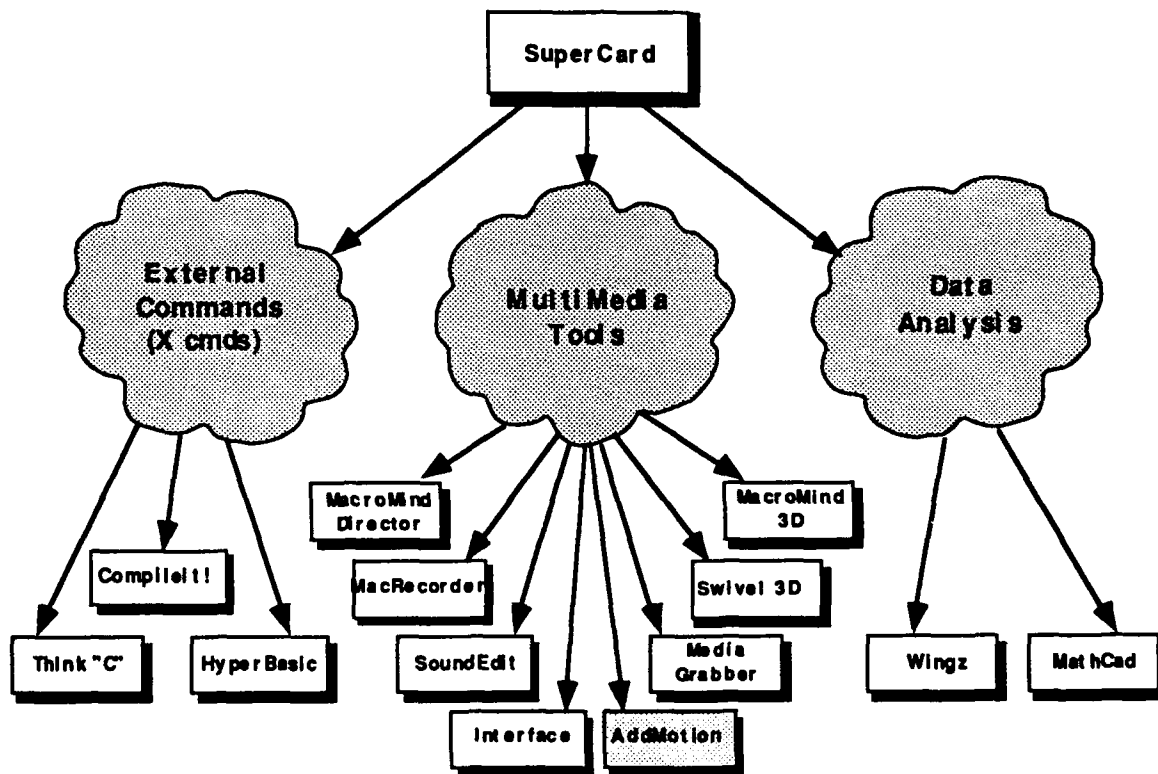 SuperCard
External
Commands
(X cmds)
MultiMedia
Tools
Data
Analysis
MacroMind
Director
MacroMind
3D
CompileIt!
MacRecorder
Swivel 3D
Think "C"
HyperBasic
SoundEdit
Media
Grabber
Wingz
MathCad
Interface
AddMotion